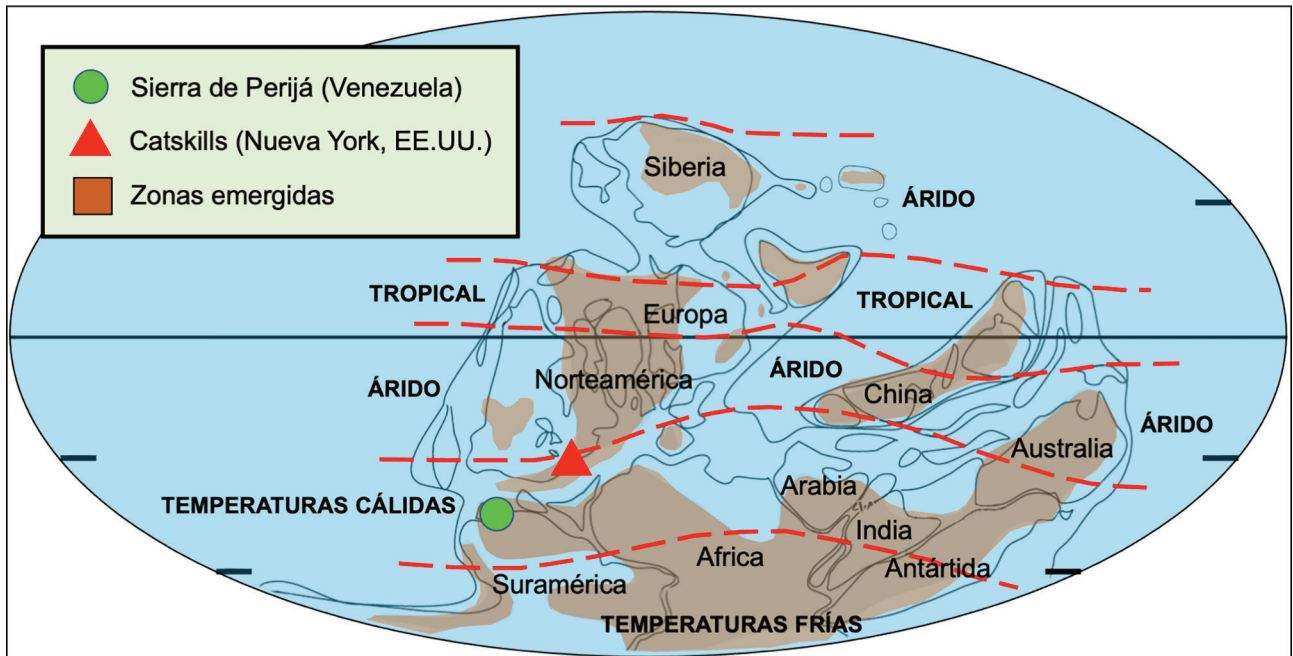 Sierra de Perijá (Venezuela)
Catskills (Nueva York, EE.UU.)
Zonas emergidas
Siberia
ÁRIDO
TROPICAL
Europa
TROPICAL
ÁRIDO
Norteamérica
ÁRIDO
China
ÁRIDO
Australia
TEMPERATURAS CÁLIDAS
Arabia
India
Africa
Antártida
Suramérica
TEMPERATURAS FRÍAS